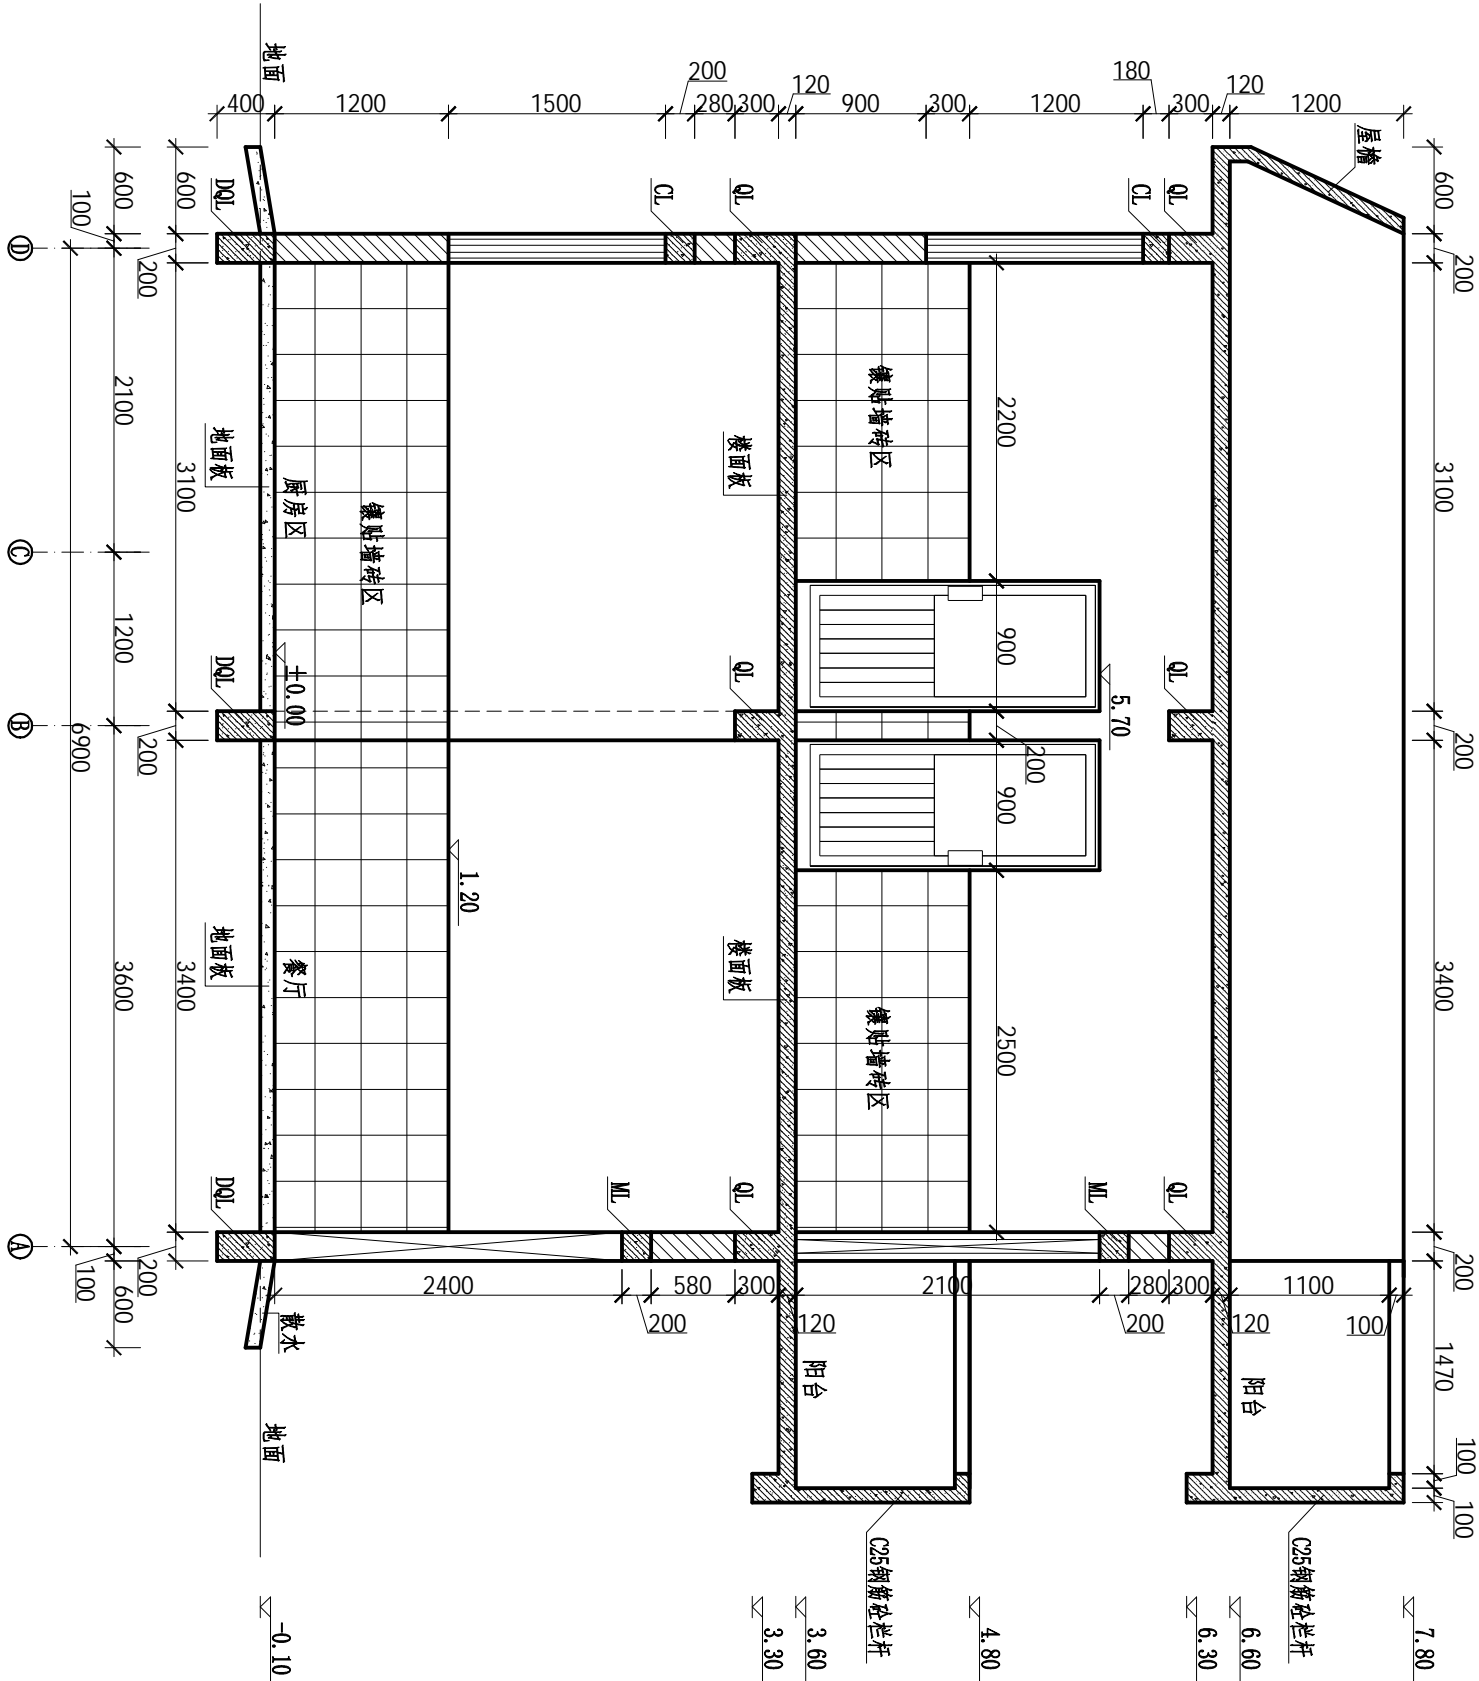 地面
400
1200
1500
200
280
300
120
900
300
1200
180
300
120
1200
屋檐
600
200
3100
200
3400
200
1470
100
100
600
100
600
200
DQL
CL
QL
CL
QL
D
2100
3100
地面板
厨房区
镶贴墙砖区
楼面板
镶贴墙砖区
2200
C
1200
900
±0.00
DQL
QL
5.70
QL
B
6900
200
200
900
1.20
3600
3400
地面板
餐厅
楼面板
镶贴墙砖区
2500
DQL
ML
QL
ML
QL
A
100
600
200
2400
200
580
300
120
2100
200
280
300
120
1100
100
散水
阳台
阳台
地面
C25钢筋砼栏杆
C25钢筋砼栏杆
-0.10
3.30
3.60
4.80
6.30
6.60
7.80